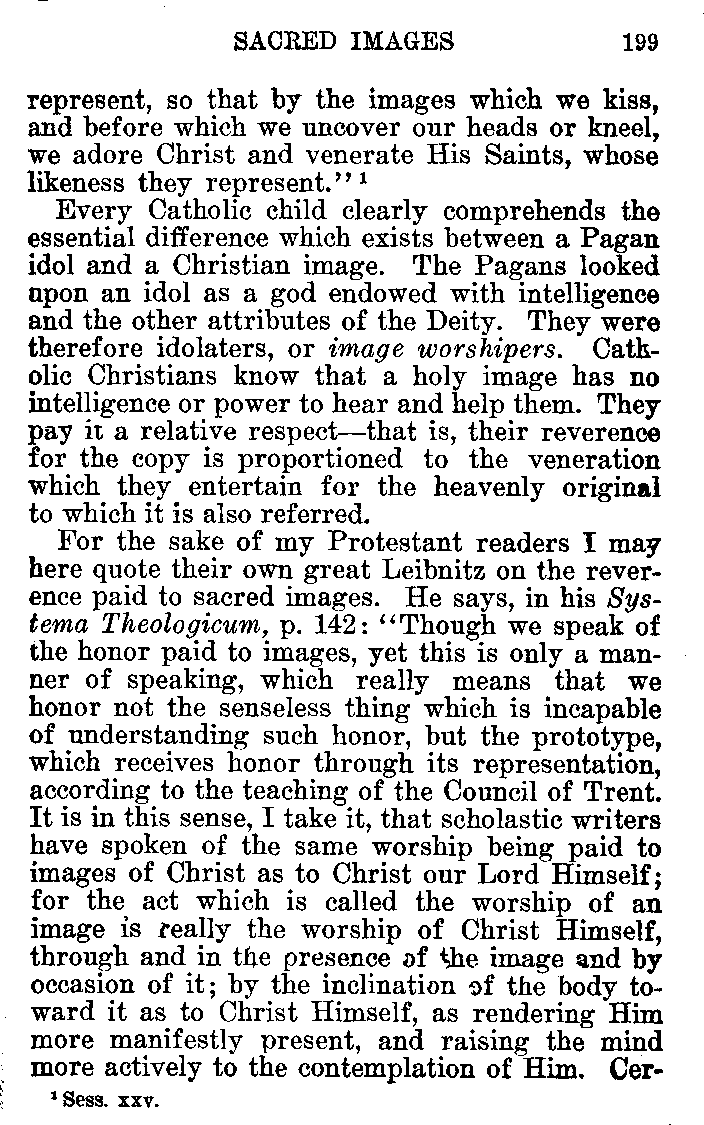 SACRED IMAGES 199
represent, so that by the images which we kiss,
and before which we uncover our heads or kneel,
we adore Christ and venerate His Saints, whose
likeness they represent."¹
Every Catholic child clearly comprehends the
essential difference which exists between a Pagan
idol and a Christian image. The Pagans looked
upon an idol as a god endowed with intelligence
and the other attributes of the Deity. They were
therefore idolaters, or image worshipers. Cath-
olic Christians know that a holy image has no
intelligence or power to hear and help them. They
pay it a relative respect—that is, their reverence
for the copy is proportioned to the veneration
which they entertain for the heavenly original
to which it is also referred.
For the sake of my Protestant readers I may
here quote their own great Leibnitz on the rever-
ence paid to sacred images. He says, in his Sys-
tema Theologicum, p. 142: "Though we speak of
the honor paid to images, yet this is only a man-
ner of speaking, which really means that we
honor not the senseless thing which is incapable
of understanding such honor, but the prototype,
which receives honor through its representation,
according to the teaching of the Council of Trent.
It is in this sense, I take it, that scholastic writers
have spoken of the same worship being paid to
images of Christ as to Christ our Lord Himself;
for the act which is called the worship of an
image is really the worship of Christ Himself,
through and in the presence of the image and by
occasion of it; by the inclination of the body to-
ward it as to Christ Himself, as rendering Him
more manifestly present, and raising the mind
more actively to the contemplation of Him. Cer-
¹ Sess. xxv.